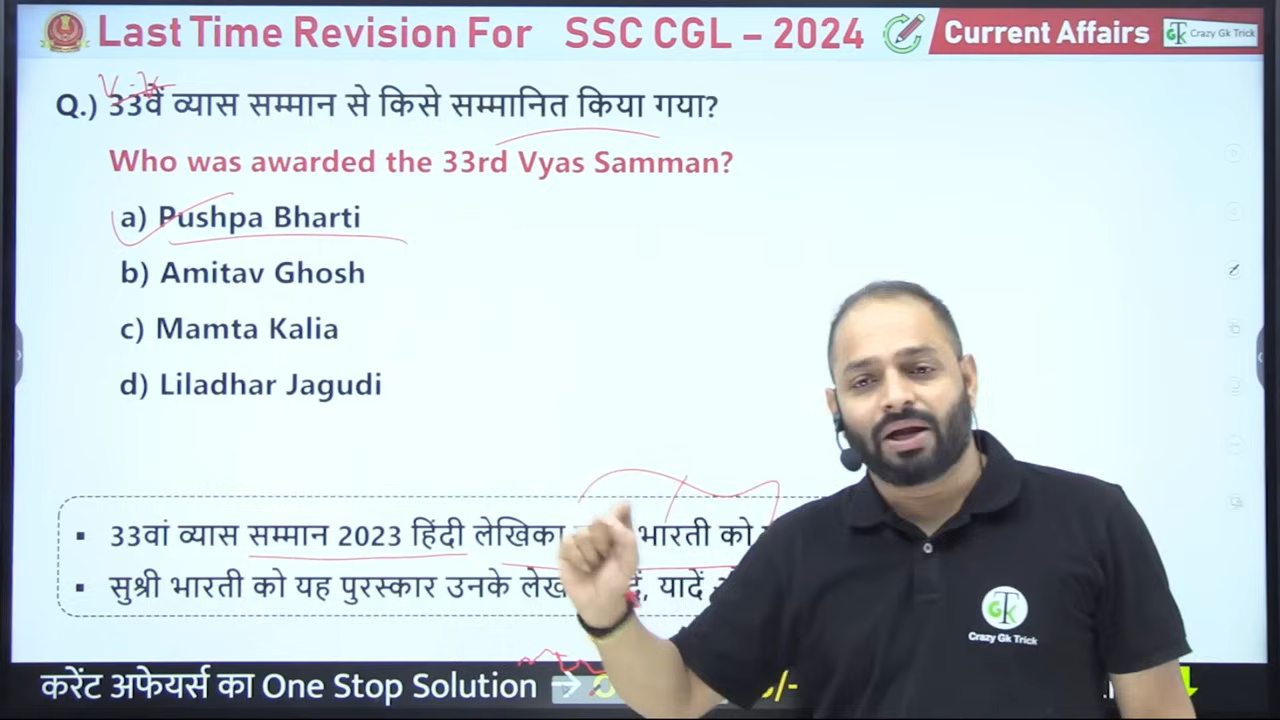 Last Time Revision For SSC CGL – 2024 Current Affairs Crazy Gk Trick
Q.) 33वें व्यास सम्मान से किसे सम्मानित किया गया?
Who was awarded the 33rd Vyas Samman?
a) Pushpa Bharti
b) Amitav Ghosh
c) Mamta Kalia
d) Liladhar Jagudi
▪ 33वां व्यास सम्मान 2023 हिंदी लेखिका भारती को
▪ सुश्री भारती को यह पुरस्कार उनके यादें
Crazy Gk Trick
करेंट अफेयर्स का One Stop Solution →